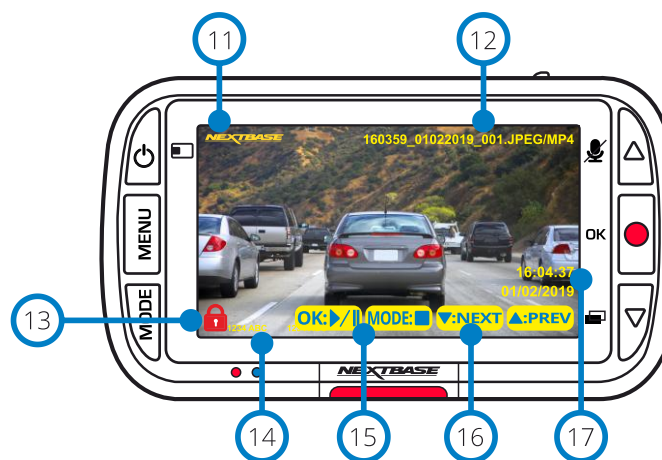 11
12
NEXTBASE
160359_01022019_001.JPEG/MP4
MENU
OK
16:04:37
01/02/2019
MODE
13
OK:▶/II
MODE:■
▼:NEXT
▲:PREV
NEXTBASE
17
14
15
16